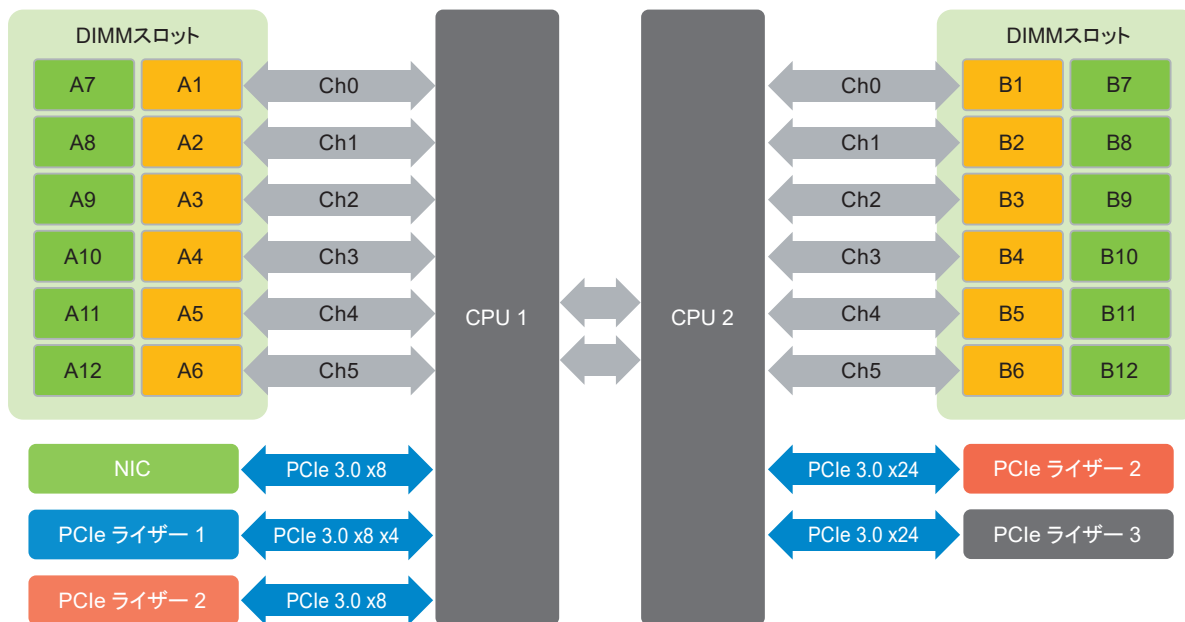 DIMMスロット
DIMMスロット
A7 A1 Ch0 Ch0 B1 B7
A8 A2 Ch1 Ch1 B2 B8
A9 A3 Ch2 Ch2 B3 B9
A10 A4 Ch3 Ch3 B4 B10
A11 A5 Ch4 CPU 1 CPU 2 Ch4 B5 B11
A12 A6 Ch5 Ch5 B6 B12
NIC PCIe 3.0 x8 PCIe 3.0 x24 PCIe ライザー 2
PCIe ライザー 1 PCIe 3.0 x8 x4 PCIe 3.0 x24 PCIe ライザー 3
PCIe ライザー 2 PCIe 3.0 x8